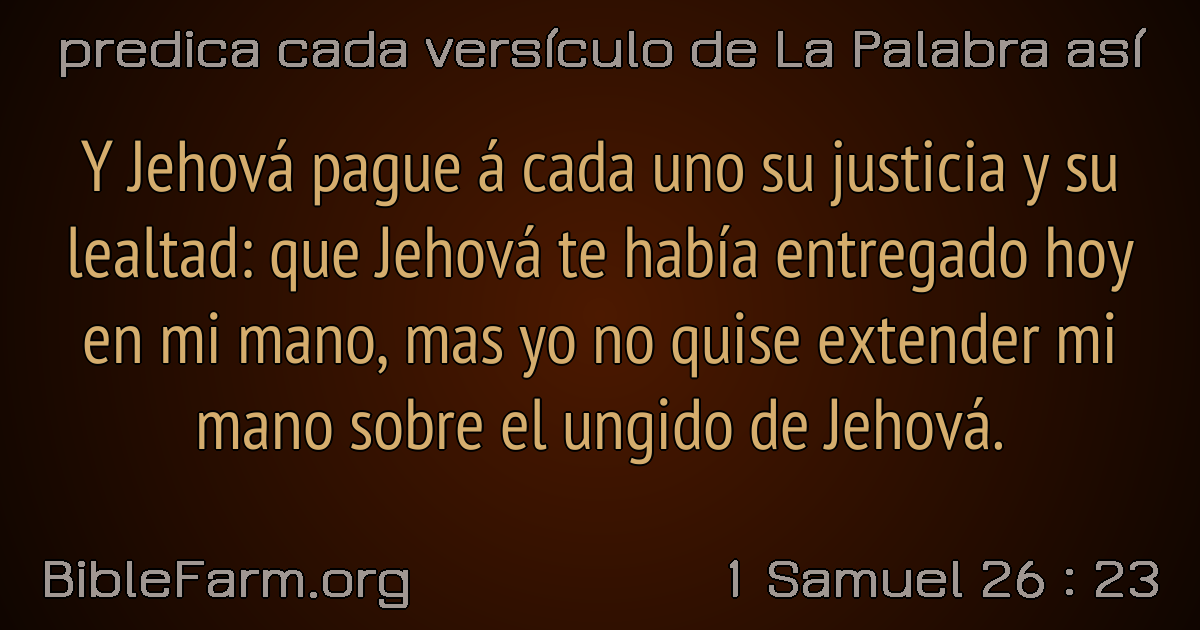 predica cada versículo de La Palabra así
Y Jehová pague á cada uno su justicia y su
lealtad: que Jehová te había entregado hoy
en mi mano, mas yo no quise extender mi
mano sobre el ungido de Jehová.
BibleFarm.org
1 Samuel 26 : 23